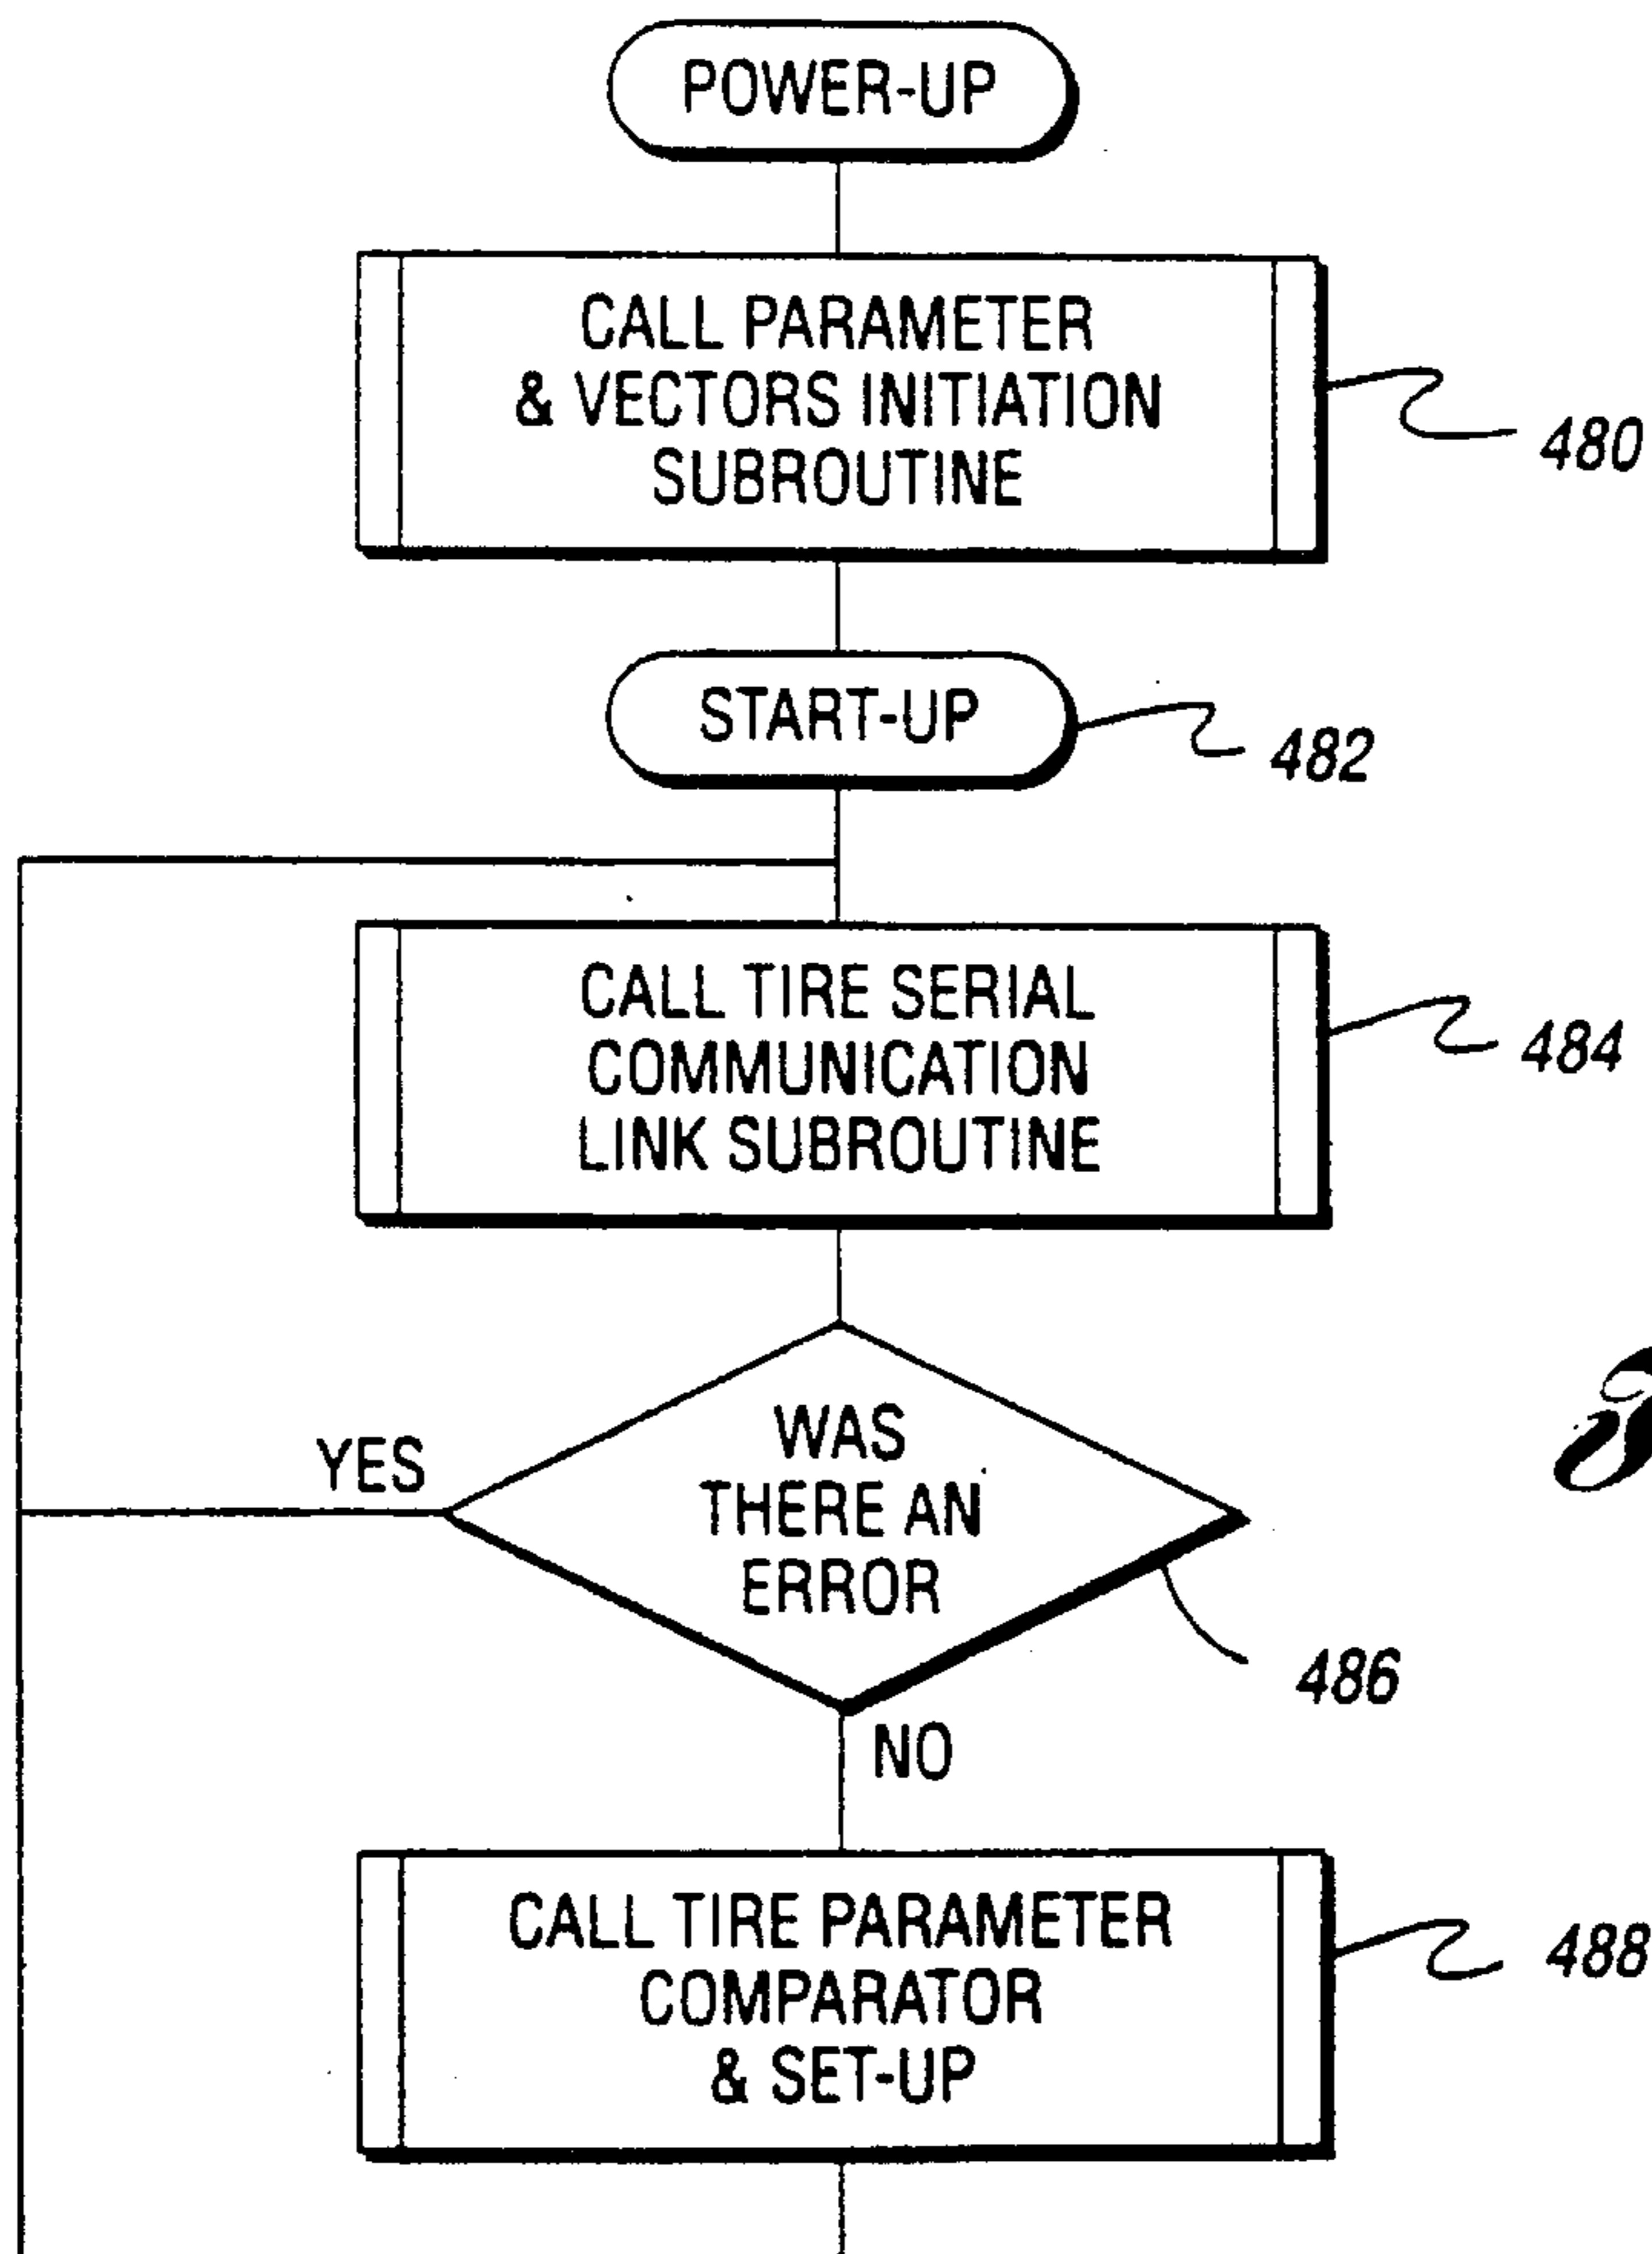 POWER-UP
CALL PARAMETER
& VECTORS INITIATION
SUBROUTINE
480
START-UP
482
CALL TIRE SERIAL
COMMUNICATION
LINK SUBROUTINE
484
WAS
THERE AN
ERROR
YES
486
NO
CALL TIRE PARAMETER
COMPARATOR
& SET-UP
488